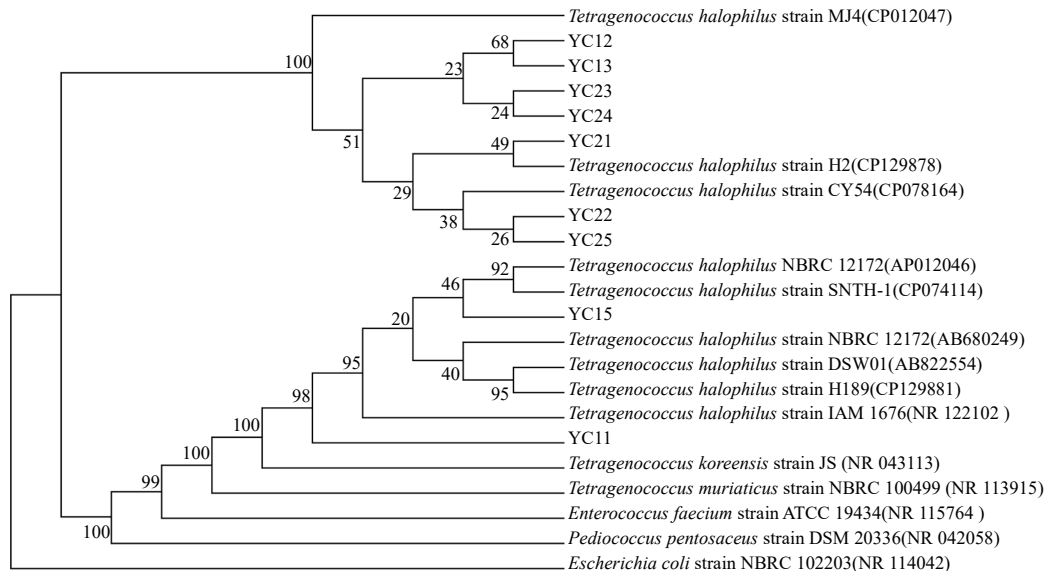 Tetragenococcus halophilus strain MJ4(CP012047)
YC12
68
YC13
23
100
YC23
24
YC24
51
YC21
49
Tetragenococcus halophilus strain H2(CP129878)
29
Tetragenococcus halophilus strain CY54(CP078164)
38
YC22
26
YC25
Tetragenococcus halophilus NBRC 12172(AP012046)
92
46
Tetragenococcus halophilus strain SNTH-1(CP074114)
YC15
20
Tetragenococcus halophilus strain NBRC 12172(AB680249)
95
40
Tetragenococcus halophilus strain DSW01(AB822554)
95
Tetragenococcus halophilus strain H189(CP129881)
98
Tetragenococcus halophilus strain IAM 1676(NR 122102 )
100
YC11
100
Tetragenococcus koreensis strain JS (NR 043113)
99
Tetragenococcus muriaticus strain NBRC 100499 (NR 113915)
Enterococcus faecium strain ATCC 19434(NR 115764 )
100
Pediococcus pentosaceus strain DSM 20336(NR 042058)
Escherichia coli strain NBRC 102203(NR 114042)